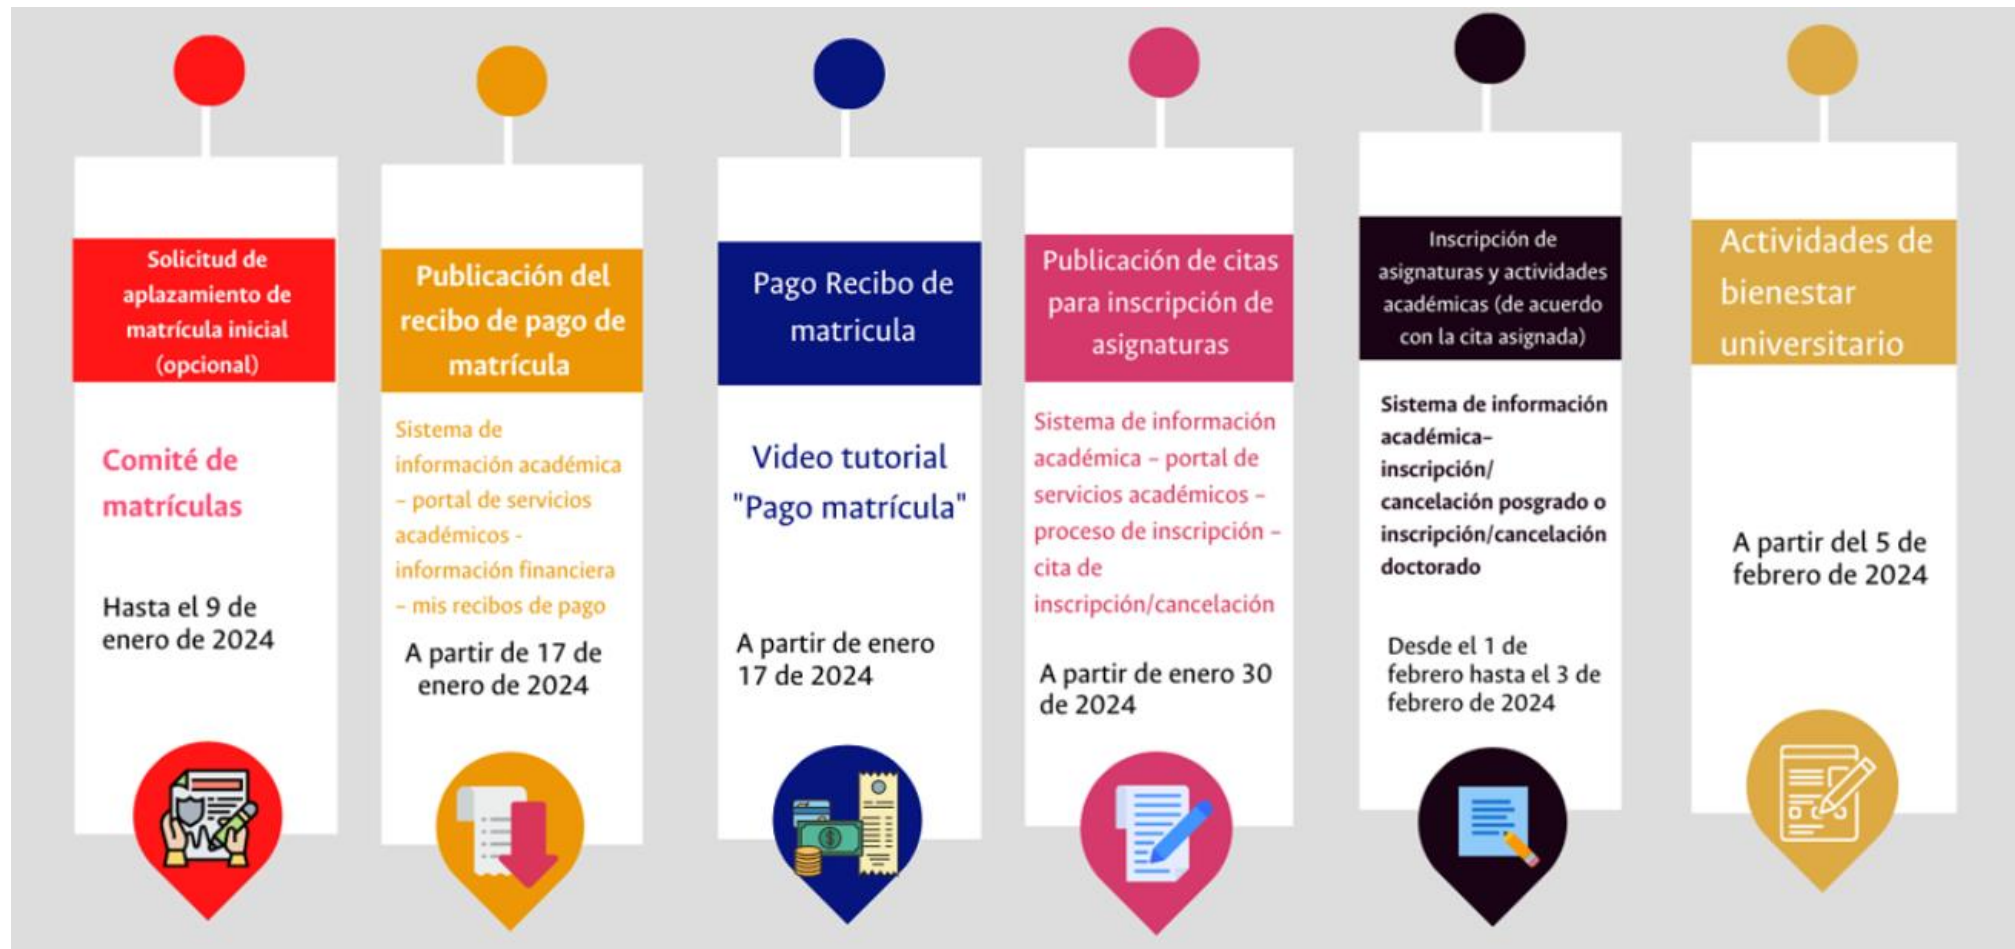 Solicitud de
aplazamiento de
matrícula inicial
(opcional)
Comité de
matrículas
Hasta el 9 de
enero de 2024
Publicación del
recibo de pago de
matrícula
Sistema de
información académica
– portal de servicios
académicos -
información financiera
– mis recibos de pago
A partir de 17 de
enero de 2024
Pago Recibo de
matricula
Video tutorial
"Pago matrícula"
A partir de enero
17 de 2024
Publicación de citas
para inscripción de
asignaturas
Sistema de información
académica – portal de
servicios académicos –
proceso de inscripción –
cita de
inscripción/cancelación
A partir de enero 30
de 2024
Inscripción de
asignaturas y actividades
académicas (de acuerdo
con la cita asignada)
Sistema de información
académica–
inscripción/
cancelación posgrado o
inscripción/cancelación
doctorado
Desde el 1 de
febrero hasta el 3 de
febrero de 2024
Actividades de
bienestar
universitario
A partir del 5 de
febrero de 2024